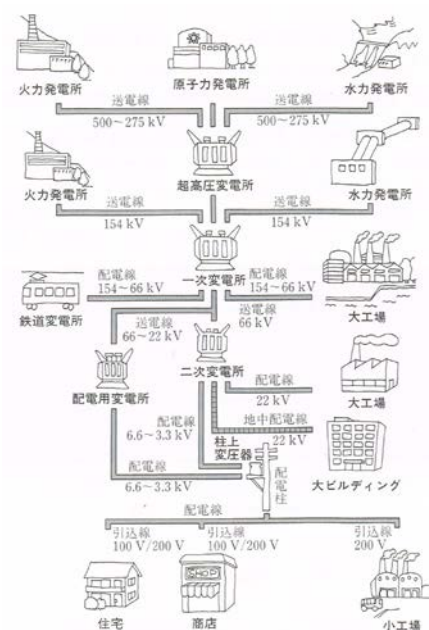 火力発電所
原子力発電所
水力発電所
送電線
500～275 kV
送電線
500～275 kV
超高圧変電所
火力発電所
水力発電所
送電線
154 kV
送電線
154 kV
一次変電所
配電線
154～66 kV
配電線
154～66 kV
鉄道変電所
大工場
送電線
66～22 kV
送電線
66 kV
配電用変電所
二次変電所
配電線
22 kV
大工場
配電線
6.6～3.3 kV
地中配電線
22 kV
柱上
変圧器
配電柱
大ビルディング
配電線
6.6～3.3 kV
配電線
引込線
100 V/200 V
引込線
100 V/200 V
引込線
200 V
SHOP
住宅
商店
小工場